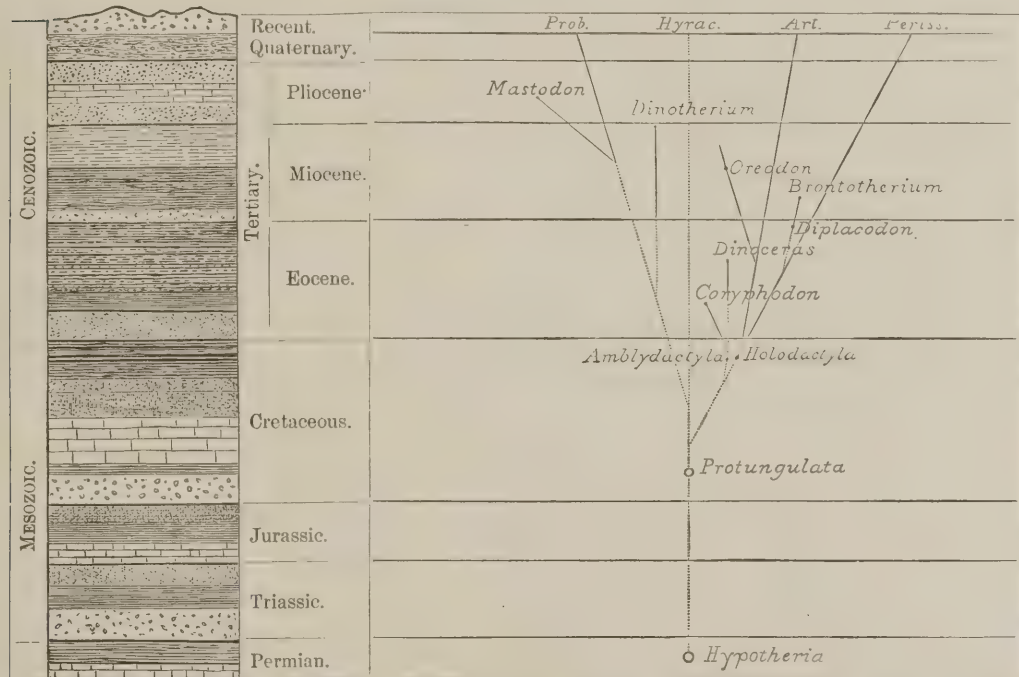 Recent.
Prob. Hyrac. Art. Periss.
Quaternary.
Mastodon
Pliocene.
Dinotherium
CENOZOIC.
Tertiary.
Miocene.
Oreodon
Brontotherium
Diplacodon
Dinoceras
Eocene.
Coryphodon
Amblydactyla. Holodactyla
Cretaceous.
Protungulata
MESOZOIC.
Jurassic.
Triassic.
Permian.
Hypotheria